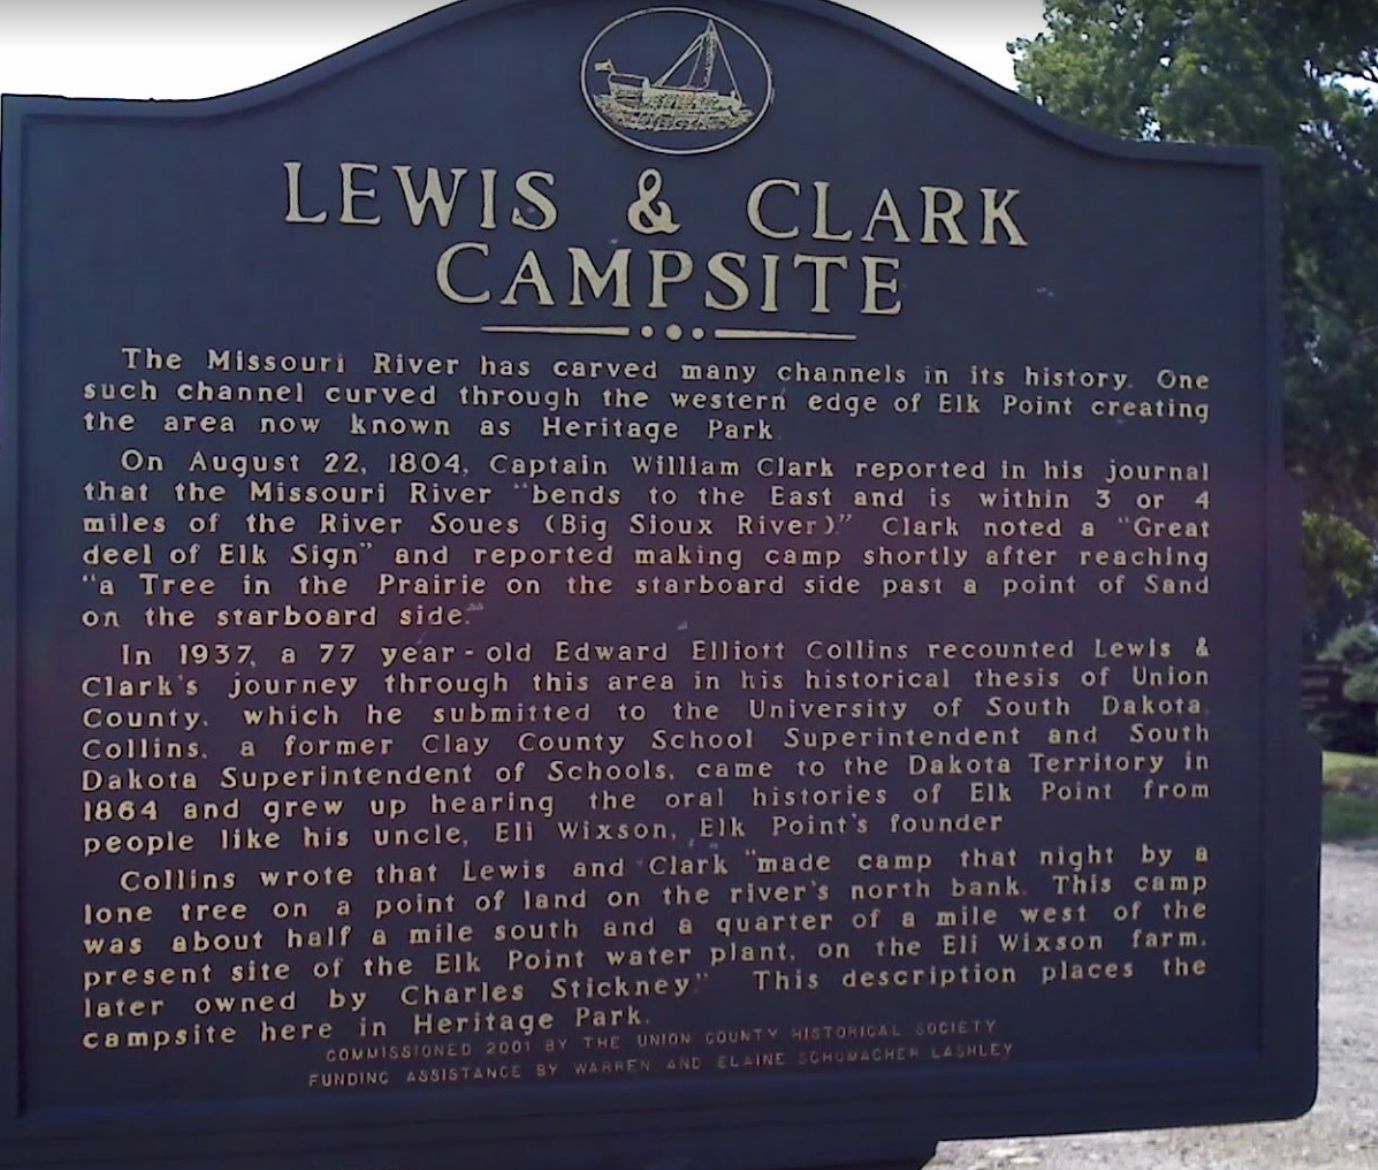 LEWIS & CLARK
CAMPSITE
The Missouri River has carved many channels in its history. One
such channel curved through the western edge of Elk Point creating
the area now known as Heritage Park.
On August 22, 1804, Captain William Clark reported in his journal
that the Missouri River "bends to the East and is within 3 or 4
miles of the River Soues (Big Sioux River)." Clark noted a "Great
deel of Elk Sign" and reported making camp shortly after reaching
"a Tree in the Prairie on the starboard side past a point of Sand
on the starboard side."
In 1937, a 77 year-old Edward Elliott Collins recounted Lewis &
Clark's journey through this area in his historical thesis of Union
County, which he submitted to the University of South Dakota.
Collins, a former Clay County School Superintendent and South
Dakota Superintendent of Schools, came to the Dakota Territory in
1864 and grew up hearing the oral histories of Elk Point from
people like his uncle, Eli Wixson, Elk Point's founder
Collins wrote that Lewis and Clark "made camp that night by a
lone tree on a point of land on the river's north bank. This camp
was about half a mile south and a quarter of a mile west of the
present site of the Elk Point water plant, on the Eli Wixson farm,
later owned by Charles Stickney." This description places the
campsite here in Heritage Park.
COMMISSIONED 2001 BY THE UNION COUNTY HISTORICAL SOCIETY
FUNDING ASSISTANCE BY WARREN AND ELAINE SCHUMACHER LASHLEY